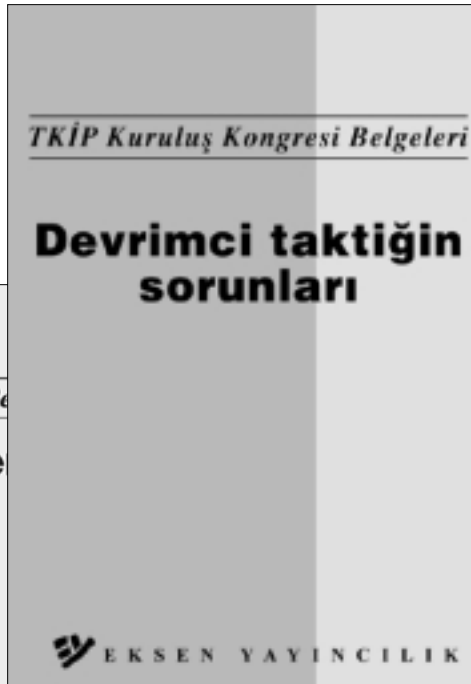 TKİP Kuruluş Kongresi Belgeleri
Devrimci taktiğin
sorunları
EKSEN YAYINCILIK